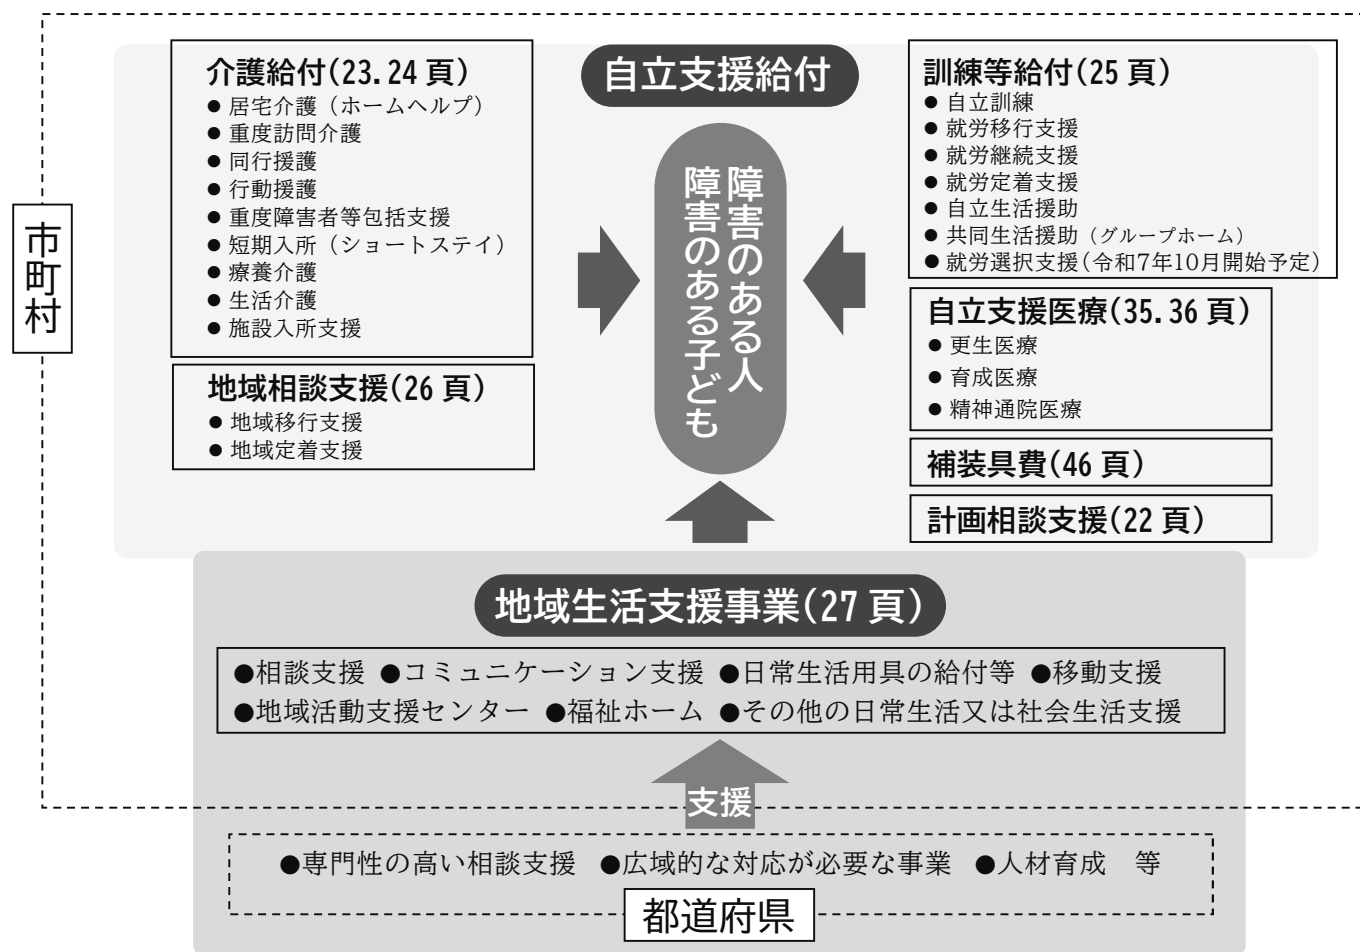 市町村
自立支援給付
介護給付(23.24頁)
● 居宅介護（ホームヘルプ）
● 重度訪問介護
● 同行援護
● 行動援護
● 重度障害者等包括支援
● 短期入所（ショートステイ）
● 療養介護
● 生活介護
● 施設入所支援
地域相談支援(26頁)
● 地域移行支援
● 地域定着支援
障害のある人
障害のある子ども
訓練等給付(25頁)
● 自立訓練
● 就労移行支援
● 就労継続支援
● 就労定着支援
● 自立生活援助
● 共同生活援助（グループホーム）
● 就労選択支援(令和7年10月開始予定)
自立支援医療(35.36頁)
● 更生医療
● 育成医療
● 精神通院医療
補装具費(46頁)
計画相談支援(22頁)
地域生活支援事業(27頁)
●相談支援 ●コミュニケーション支援 ●日常生活用具の給付等 ●移動支援
●地域活動支援センター ●福祉ホーム ●その他の日常生活又は社会生活支援
支援
●専門性の高い相談支援 ●広域的な対応が必要な事業 ●人材育成　等
都道府県